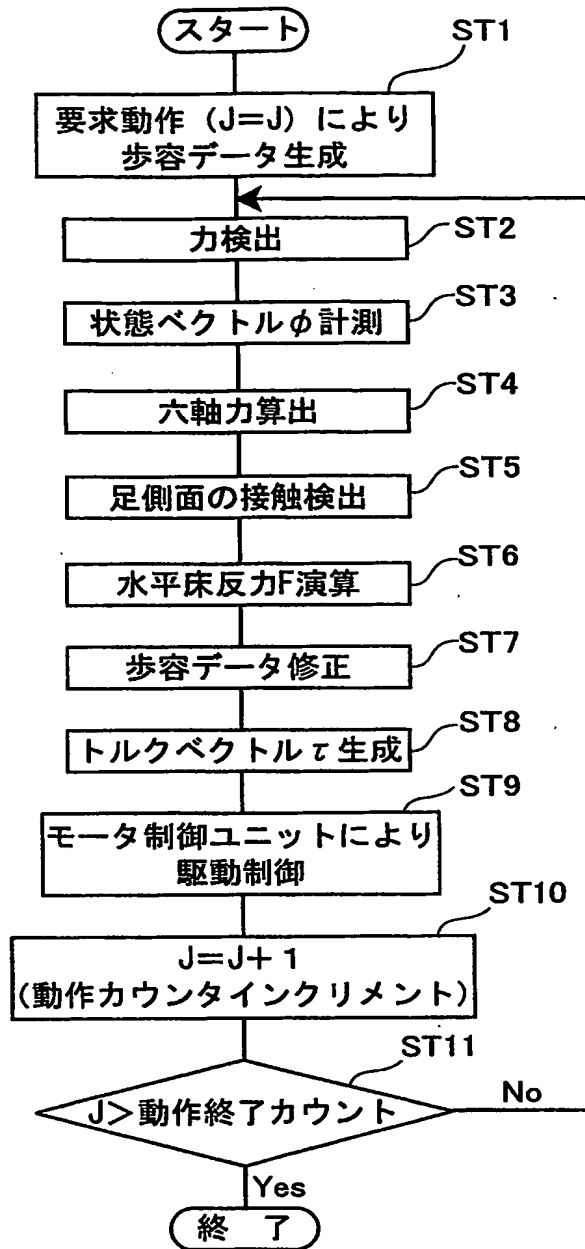 スタート
ST1
要求動作（J=J）により
歩容データ生成
力検出
ST2
状態ベクトルφ計測
ST3
六軸力算出
ST4
足側面の接触検出
ST5
水平床反力F演算
ST6
歩容データ修正
ST7
トルクベクトルτ生成
ST8
モータ制御ユニットにより
駆動制御
ST9
J=J+1
（動作カウンタインクリメント）
ST10
J>動作終了カウント
ST11
No
Yes
終 了